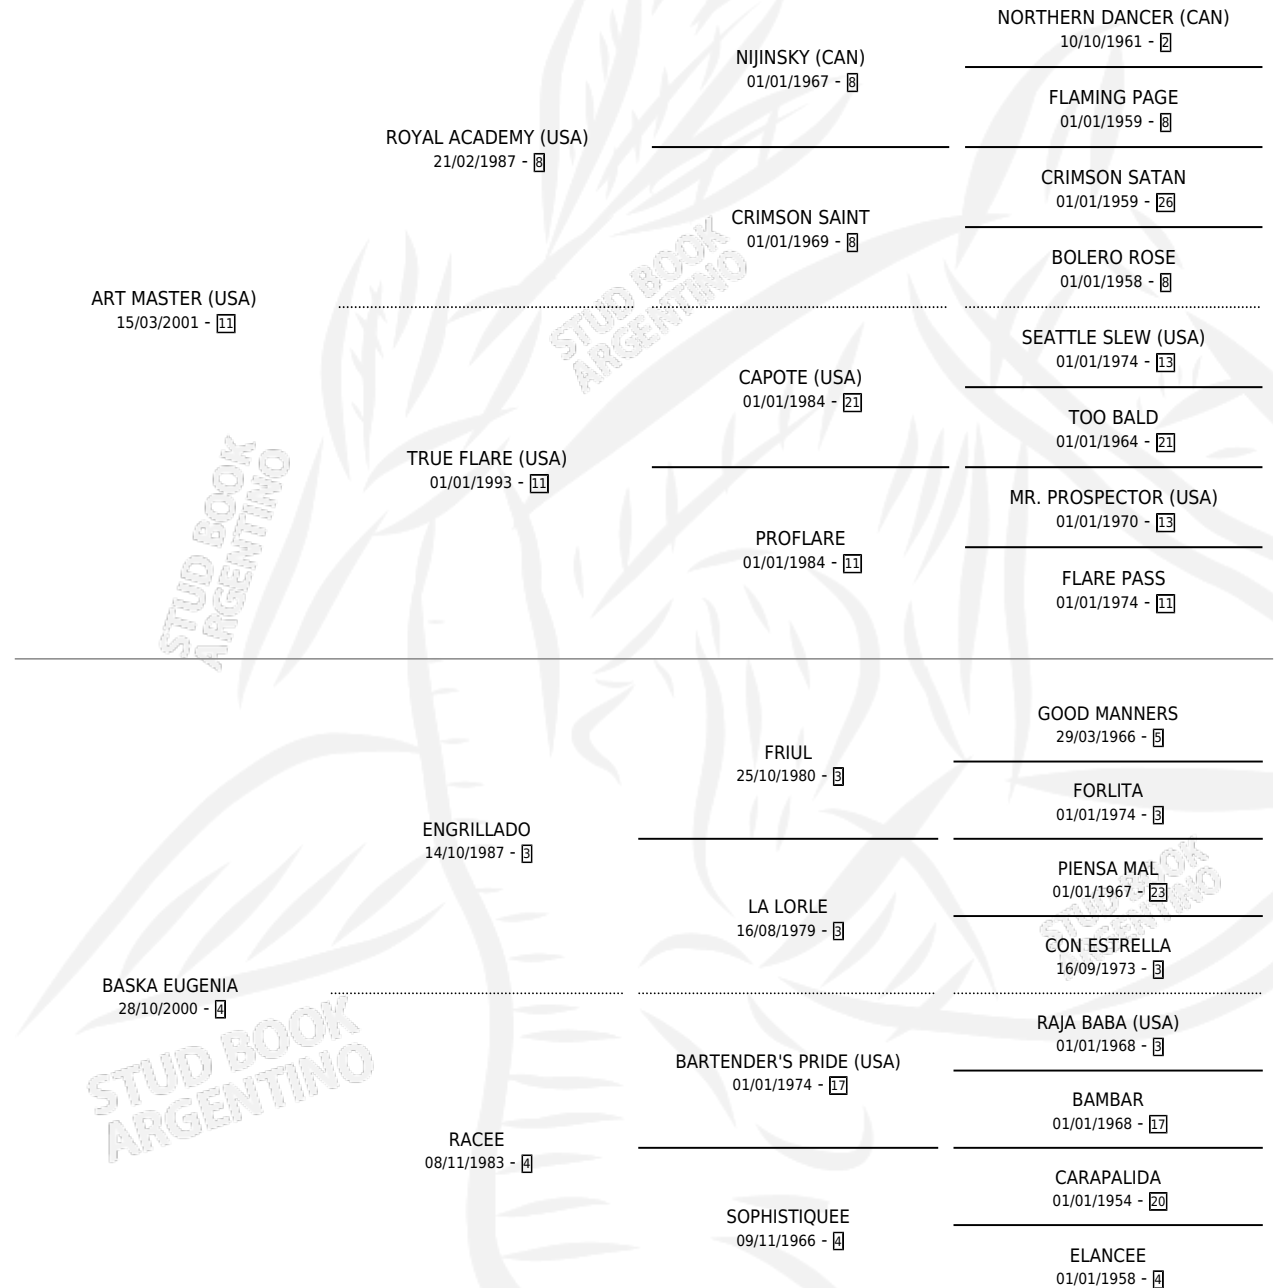 NORTHERN DANCER (CAN)
10/10/1961 - 2
NIJINSKY (CAN)
01/01/1967 - 8
FLAMING PAGE
01/01/1959 - 8
ROYAL ACADEMY (USA)
21/02/1987 - 8
CRIMSON SATAN
01/01/1959 - 26
CRIMSON SAINT
01/01/1969 - 8
BOLERO ROSE
01/01/1958 - 8
ART MASTER (USA)
15/03/2001 - 11
STUD BOOK
ARGENTINO
SEATTLE SLEW (USA)
01/01/1974 - 13
CAPOTE (USA)
01/01/1984 - 21
TOO BALD
01/01/1964 - 21
TRUE FLARE (USA)
01/01/1993 - 11
MR. PROSPECTOR (USA)
01/01/1970 - 13
PROFLARE
01/01/1984 - 11
FLARE PASS
01/01/1974 - 11
STUD BOOK
ARGENTINO
GOOD MANNERS
29/03/1966 - 5
FRIUL
25/10/1980 - 3
FORLITA
01/01/1974 - 3
ENGRILLADO
14/10/1987 - 3
PIENSA MAL
01/01/1967 - 23
LA LORLE
16/08/1979 - 3
STUD BOOK
ARGENTINO
CON ESTRELLA
16/09/1973 - 3
BASKA EUGENIA
28/10/2000 - 4
STUD BOOK
ARGENTINO
RAJA BABA (USA)
01/01/1968 - 3
BARTENDER'S PRIDE (USA)
01/01/1974 - 17
BAMBAR
01/01/1968 - 17
RACEE
08/11/1983 - 4
CARAPALIDA
01/01/1954 - 20
SOPHISTIQUEE
09/11/1966 - 4
ELANCEE
01/01/1958 - 4